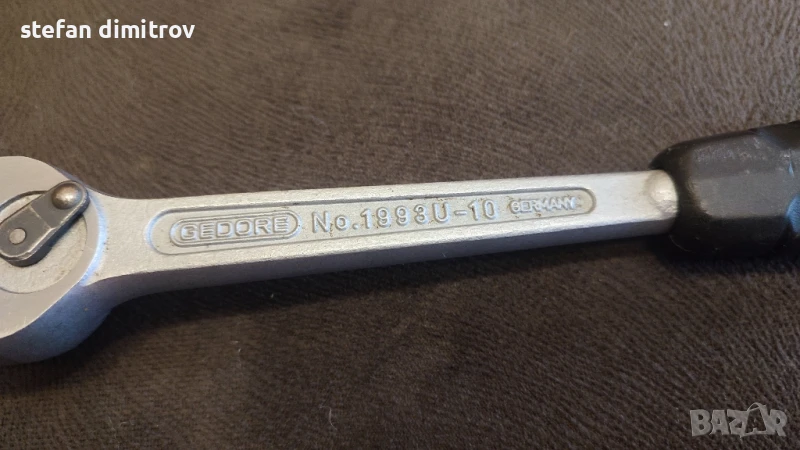 stefan dimitrov
GEDORE No.1993U-10 GERMANY
BAZAR